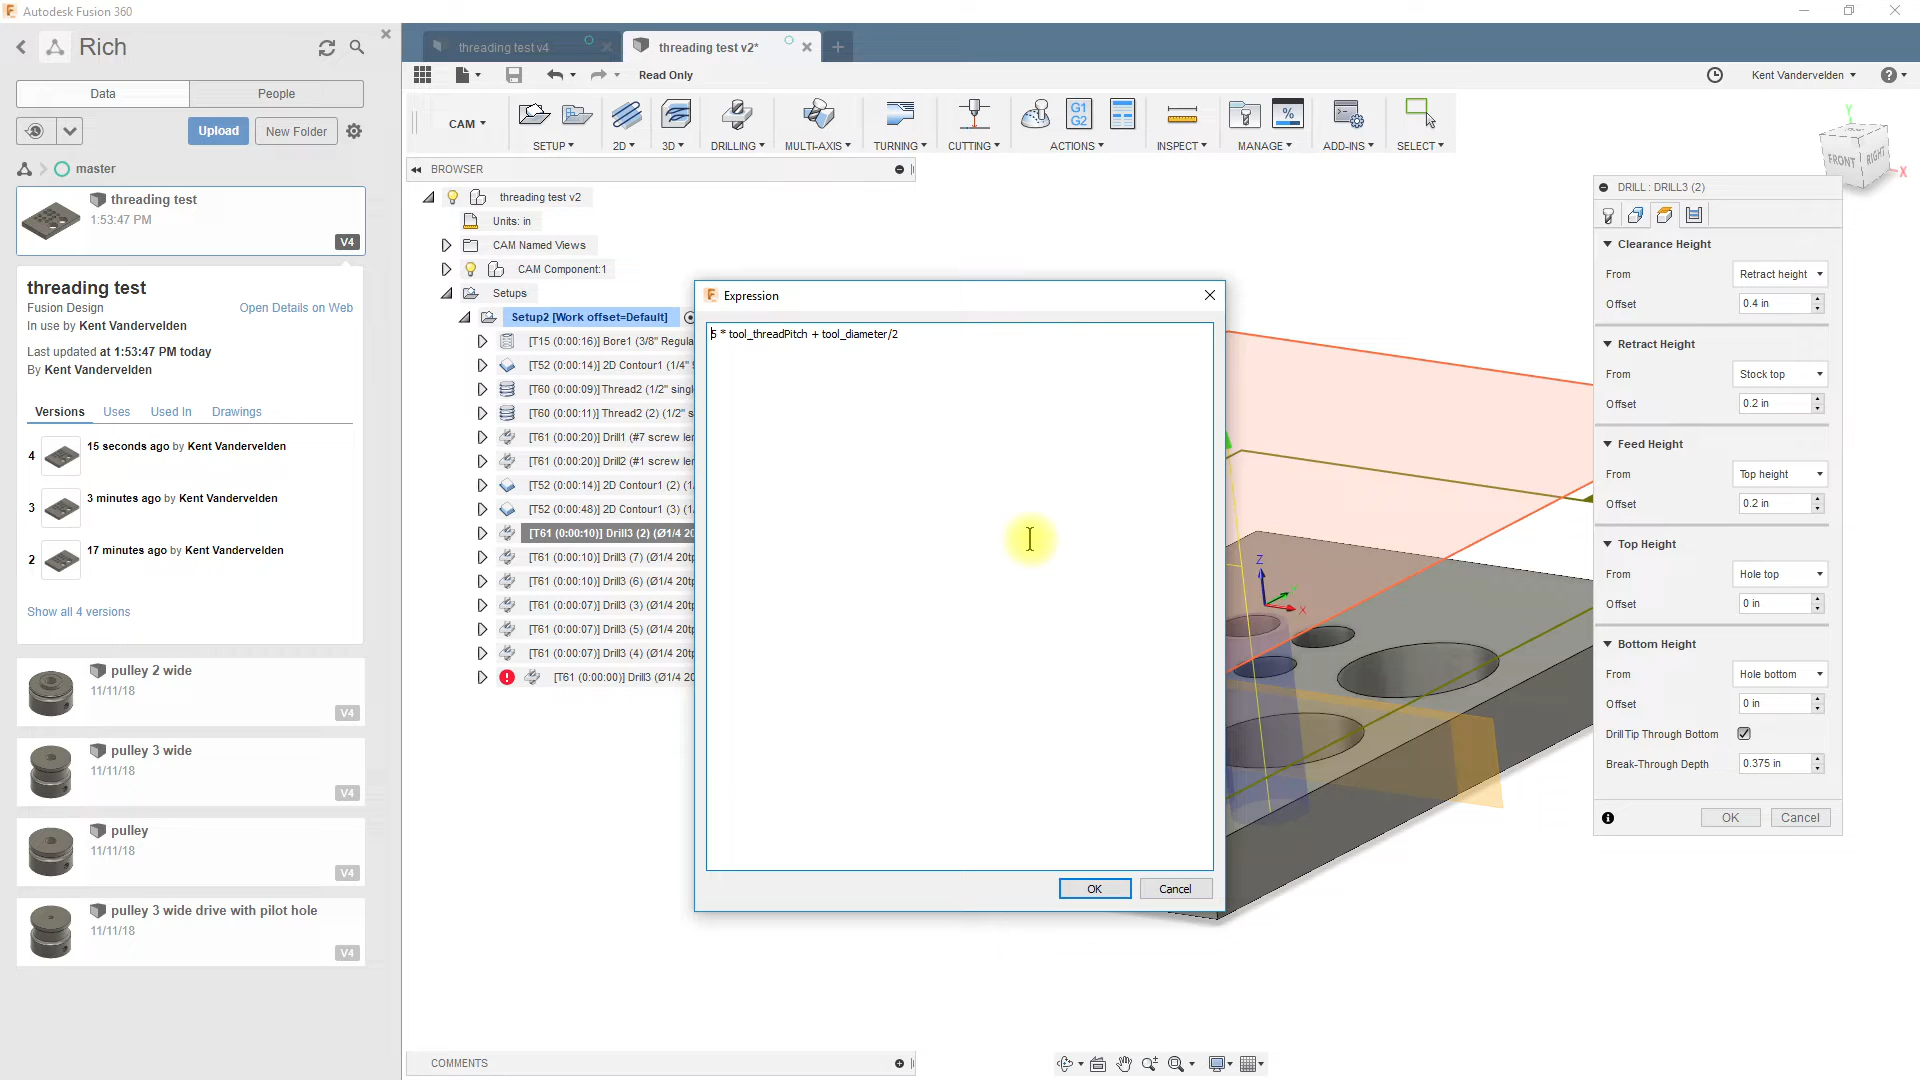 Autodesk Fusion 360
Rich
Data
People
Upload
New Folder
master
threading test
1:53:47 PM
V4
threading test
Fusion Design
Open Details on Web
In use by Kent Vandervelden
Last updated at 1:53:47 PM today
By Kent Vandervelden
Versions
Uses
Used In
Drawings
4
15 seconds ago by Kent Vandervelden
3
3 minutes ago by Kent Vandervelden
2
17 minutes ago by Kent Vandervelden
Show all 4 versions
pulley 2 wide
11/11/18
V4
pulley 3 wide
11/11/18
V4
pulley
11/11/18
V4
pulley 3 wide drive with pilot hole
11/11/18
V4
threading test v4
threading test v2*
Read Only
Kent Vandervelden
CAM
SETUP
2D
3D
DRILLING
MULTI-AXIS
TURNING
CUTTING
G1
G2
ACTIONS
INSPECT
%
MANAGE
ADD-INS
SELECT
BROWSER
threading test v2
Units: in
CAM Named Views
CAM Component:1
Setups
Setup2 [Work offset=Default]
[T15 (0:00:16)] Bore1 (3/8" Regula
[T52 (0:00:14)] 2D Contour1 (1/4"
[T60 (0:00:09)] Thread2 (1/2" singl
[T60 (0:00:11)] Thread2 (2) (1/2" s
[T61 (0:00:20)] Drill1 (#7 screw ler
[T61 (0:00:20)] Drill2 (#1 screw ler
[T52 (0:00:14)] 2D Contour1 (2) (1
[T52 (0:00:48)] 2D Contour1 (3) (1
[T61 (0:00:10)] Drill3 (2) (Ø1/4 20
[T61 (0:00:10)] Drill3 (7) (Ø1/4 20tp
[T61 (0:00:10)] Drill3 (6) (Ø1/4 20tp
[T61 (0:00:07)] Drill3 (3) (Ø1/4 20tp
[T61 (0:00:07)] Drill3 (5) (Ø1/4 20tp
[T61 (0:00:07)] Drill3 (4) (Ø1/4 20tp
[T61 (0:00:00)] Drill3 (Ø1/4 20
Expression
5 * tool_threadPitch + tool_diameter/2
OK
Cancel
Z
X
Y
FRONT
RIGHT
X
DRILL : DRILL3 (2)
Clearance Height
From
Retract height
Offset
0.4 in
Retract Height
From
Stock top
Offset
0.2 in
Feed Height
From
Top height
Offset
0.2 in
Top Height
From
Hole top
Offset
0 in
Bottom Height
From
Hole bottom
Offset
0 in
Drill Tip Through Bottom
Break-Through Depth
0.375 in
OK
Cancel
COMMENTS